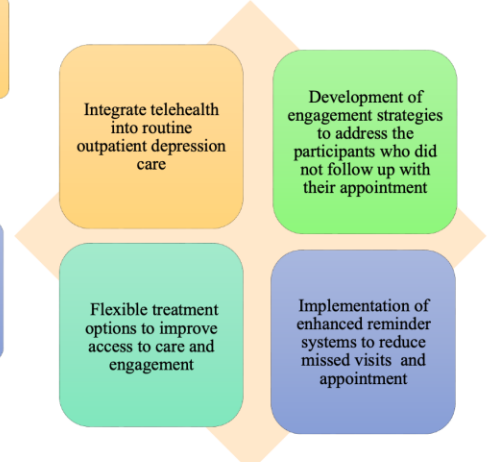 Integrate telehealth
into routine
outpatient depression
care
Development of
engagement strategies
to address the
participants who did
not follow up with
their appointment
Flexible treatment
options to improve
access to care and
engagement
Implementation of
enhanced reminder
systems to reduce
missed visits  and
appointment